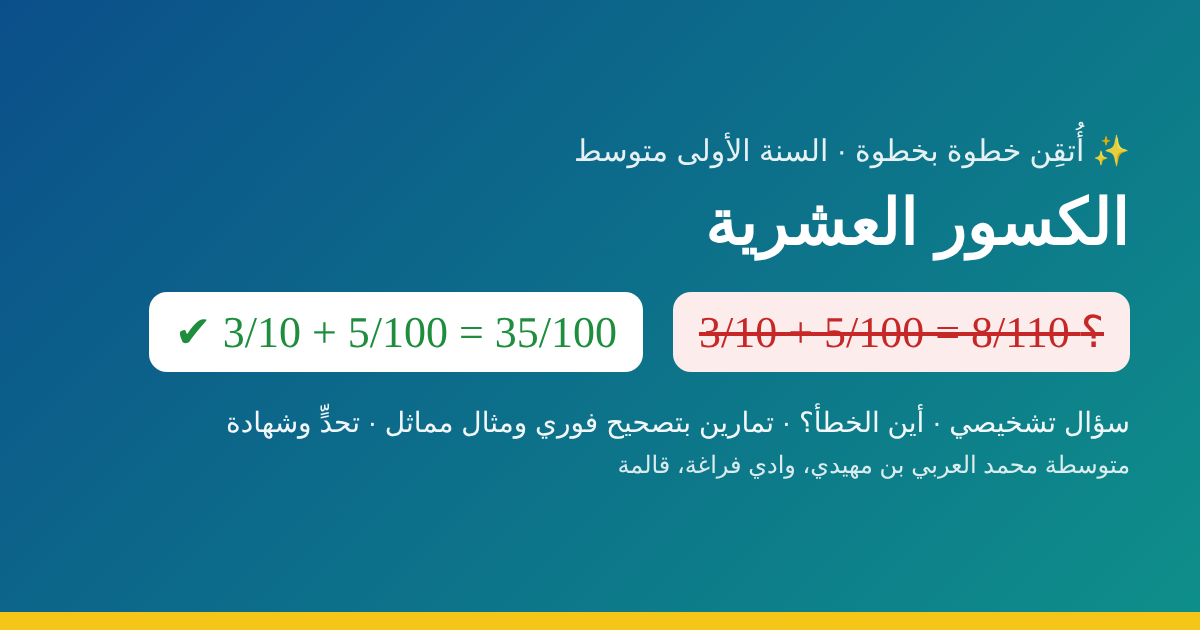 ✨ أُتقِن خطوة بخطوة · السنة الأولى متوسط
الكسور العشرية
3/10 + 5/100 = 8/110 ؟
✔ 3/10 + 5/100 = 35/100
سؤال تشخيصي · أين الخطأ؟ · تمارين بتصحيح فوري ومثال مماثل · تحدٍّ وشهادة
متوسطة محمد العربي بن مهيدي، وادي فراغة، قالمة